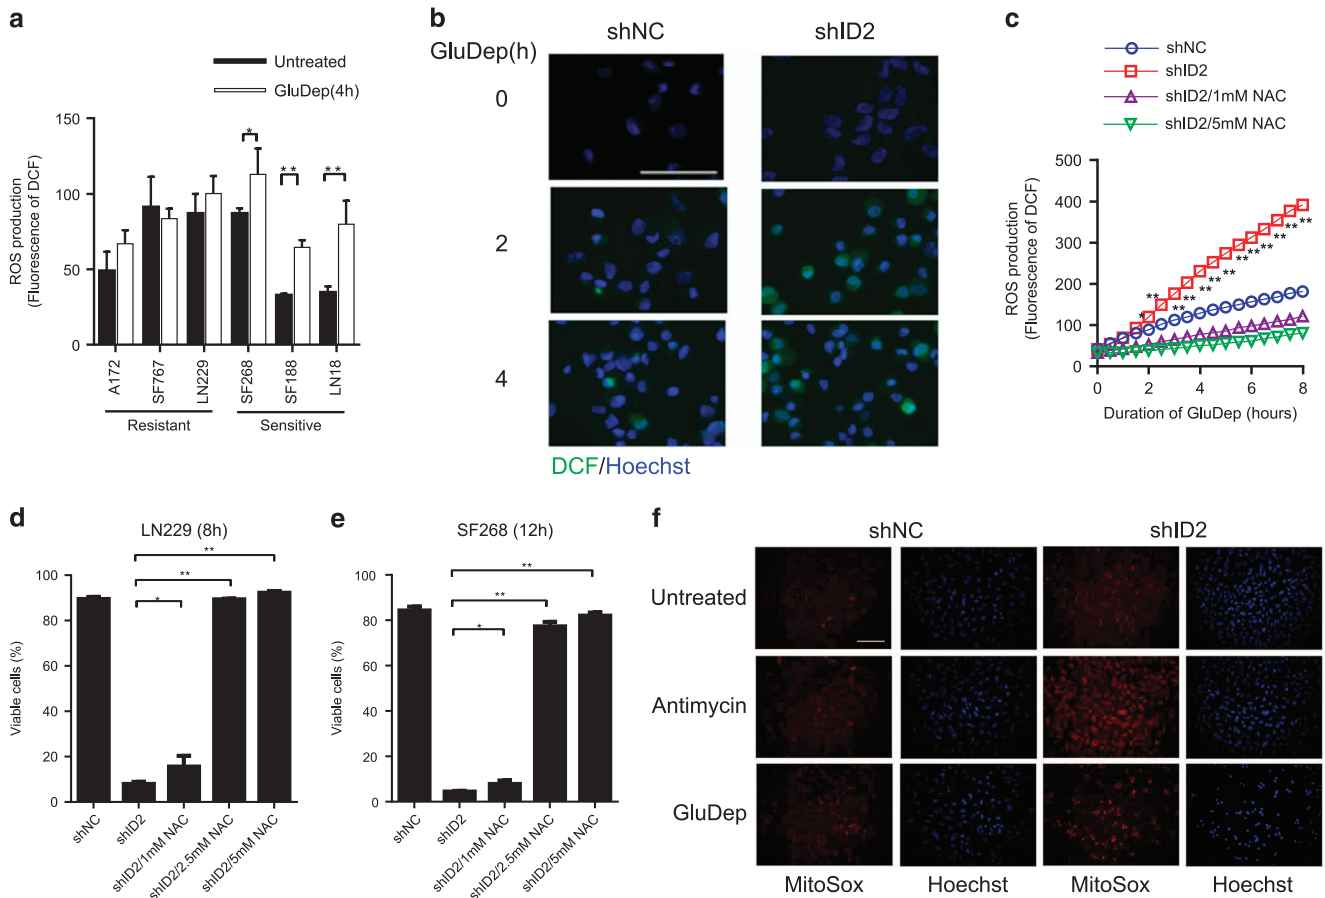 a
Untreated
GluDep(4h)
ROS production
(Fluorescence of DCF)
150
100
50
0
*
**
**
A172
SF767
LN229
SF268
SF188
LN18
Resistant
Sensitive
b
shNC
shID2
GluDep(h)
0
2
4
DCF/Hoechst
c
shNC
shID2
shID2/1mM NAC
shID2/5mM NAC
ROS production
(Fluorescence of DCF)
500
400
300
200
100
0
*
**
**
**
**
**
**
**
**
**
**
**
**
0
2
4
6
8
Duration of GluDep (hours)
d
LN229 (8h)
**
**
*
Viable cells (%)
100
80
60
40
20
0
shNC
shID2
shID2/1mM NAC
shID2/2.5mM NAC
shID2/5mM NAC
e
SF268 (12h)
**
**
*
Viable cells (%)
100
80
60
40
20
0
shNC
shID2
shID2/1mM NAC
shID2/2.5mM NAC
shID2/5mM NAC
f
shNC
shID2
Untreated
Antimycin
GluDep
MitoSox
Hoechst
MitoSox
Hoechst